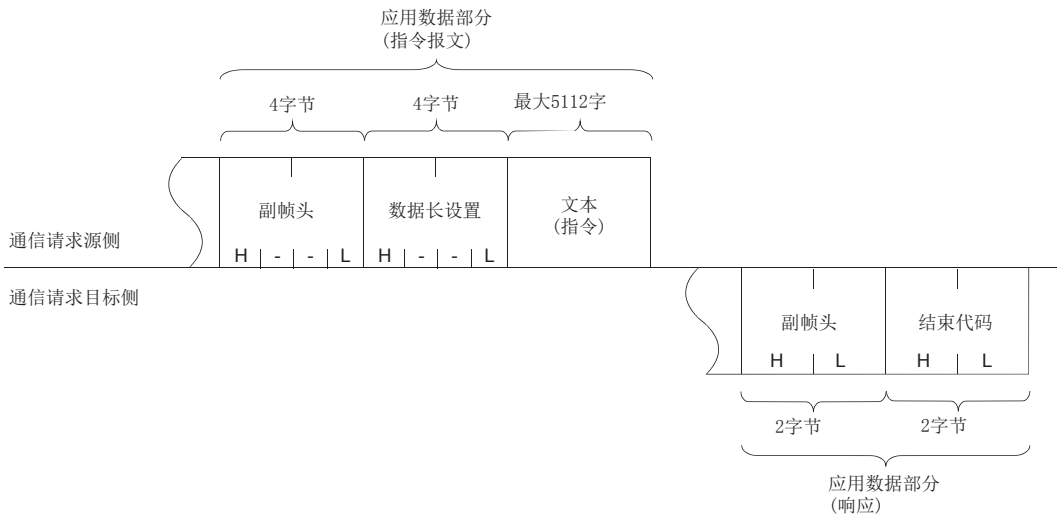 应用数据部分
(指令报文)
4字节
4字节
最大5112字
副帧头
数据长设置
文本
(指令)
H - - L
H - - L
通信请求源侧
通信请求目标侧
副帧头
结束代码
H L
H L
2字节
2字节
应用数据部分
(响应)